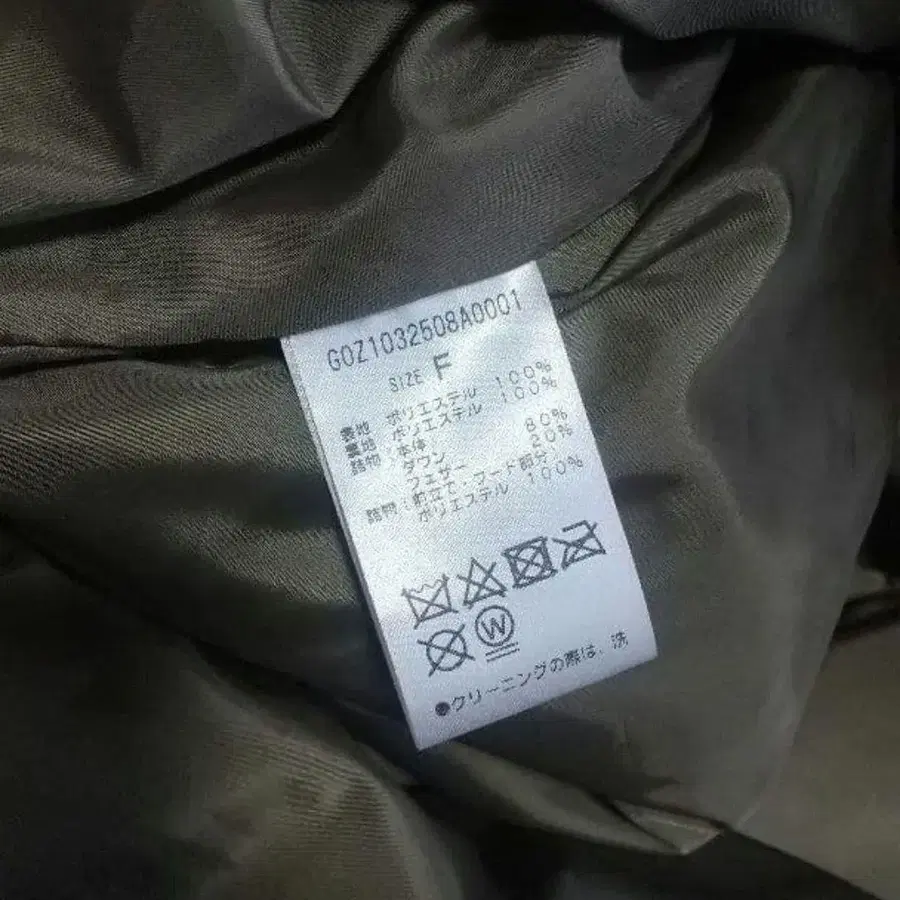 GOZ1032508A0001
SIZE F
表地 ポリエステル 100%
裏地 ポリエステル 100%
詰物:本体
ダウン 80%
フェザー 20%
詰物:前立て・フード部分:
ポリエステル 100%
W
●クリーニングの際は、洗